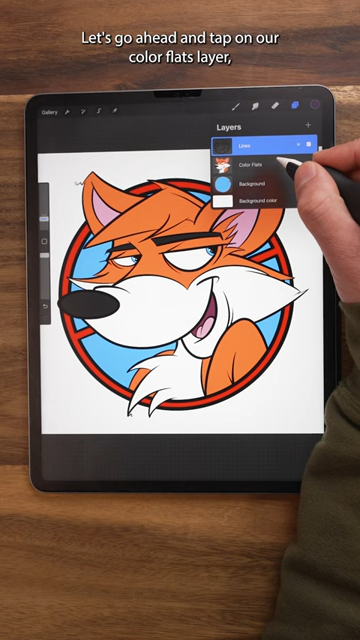 Let's go ahead and tap on our
color flats layer,
Gallery
Layers
Lines
Color Flats
Background
Background color